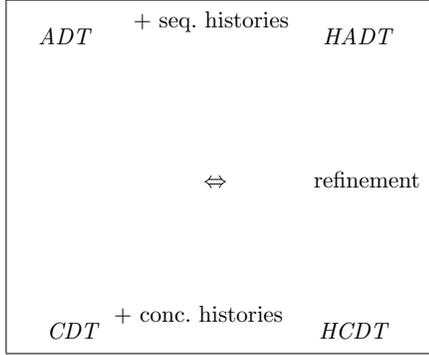 ADT + seq. histories HADT
⇔ refinement
CDT + conc. histories HCDT